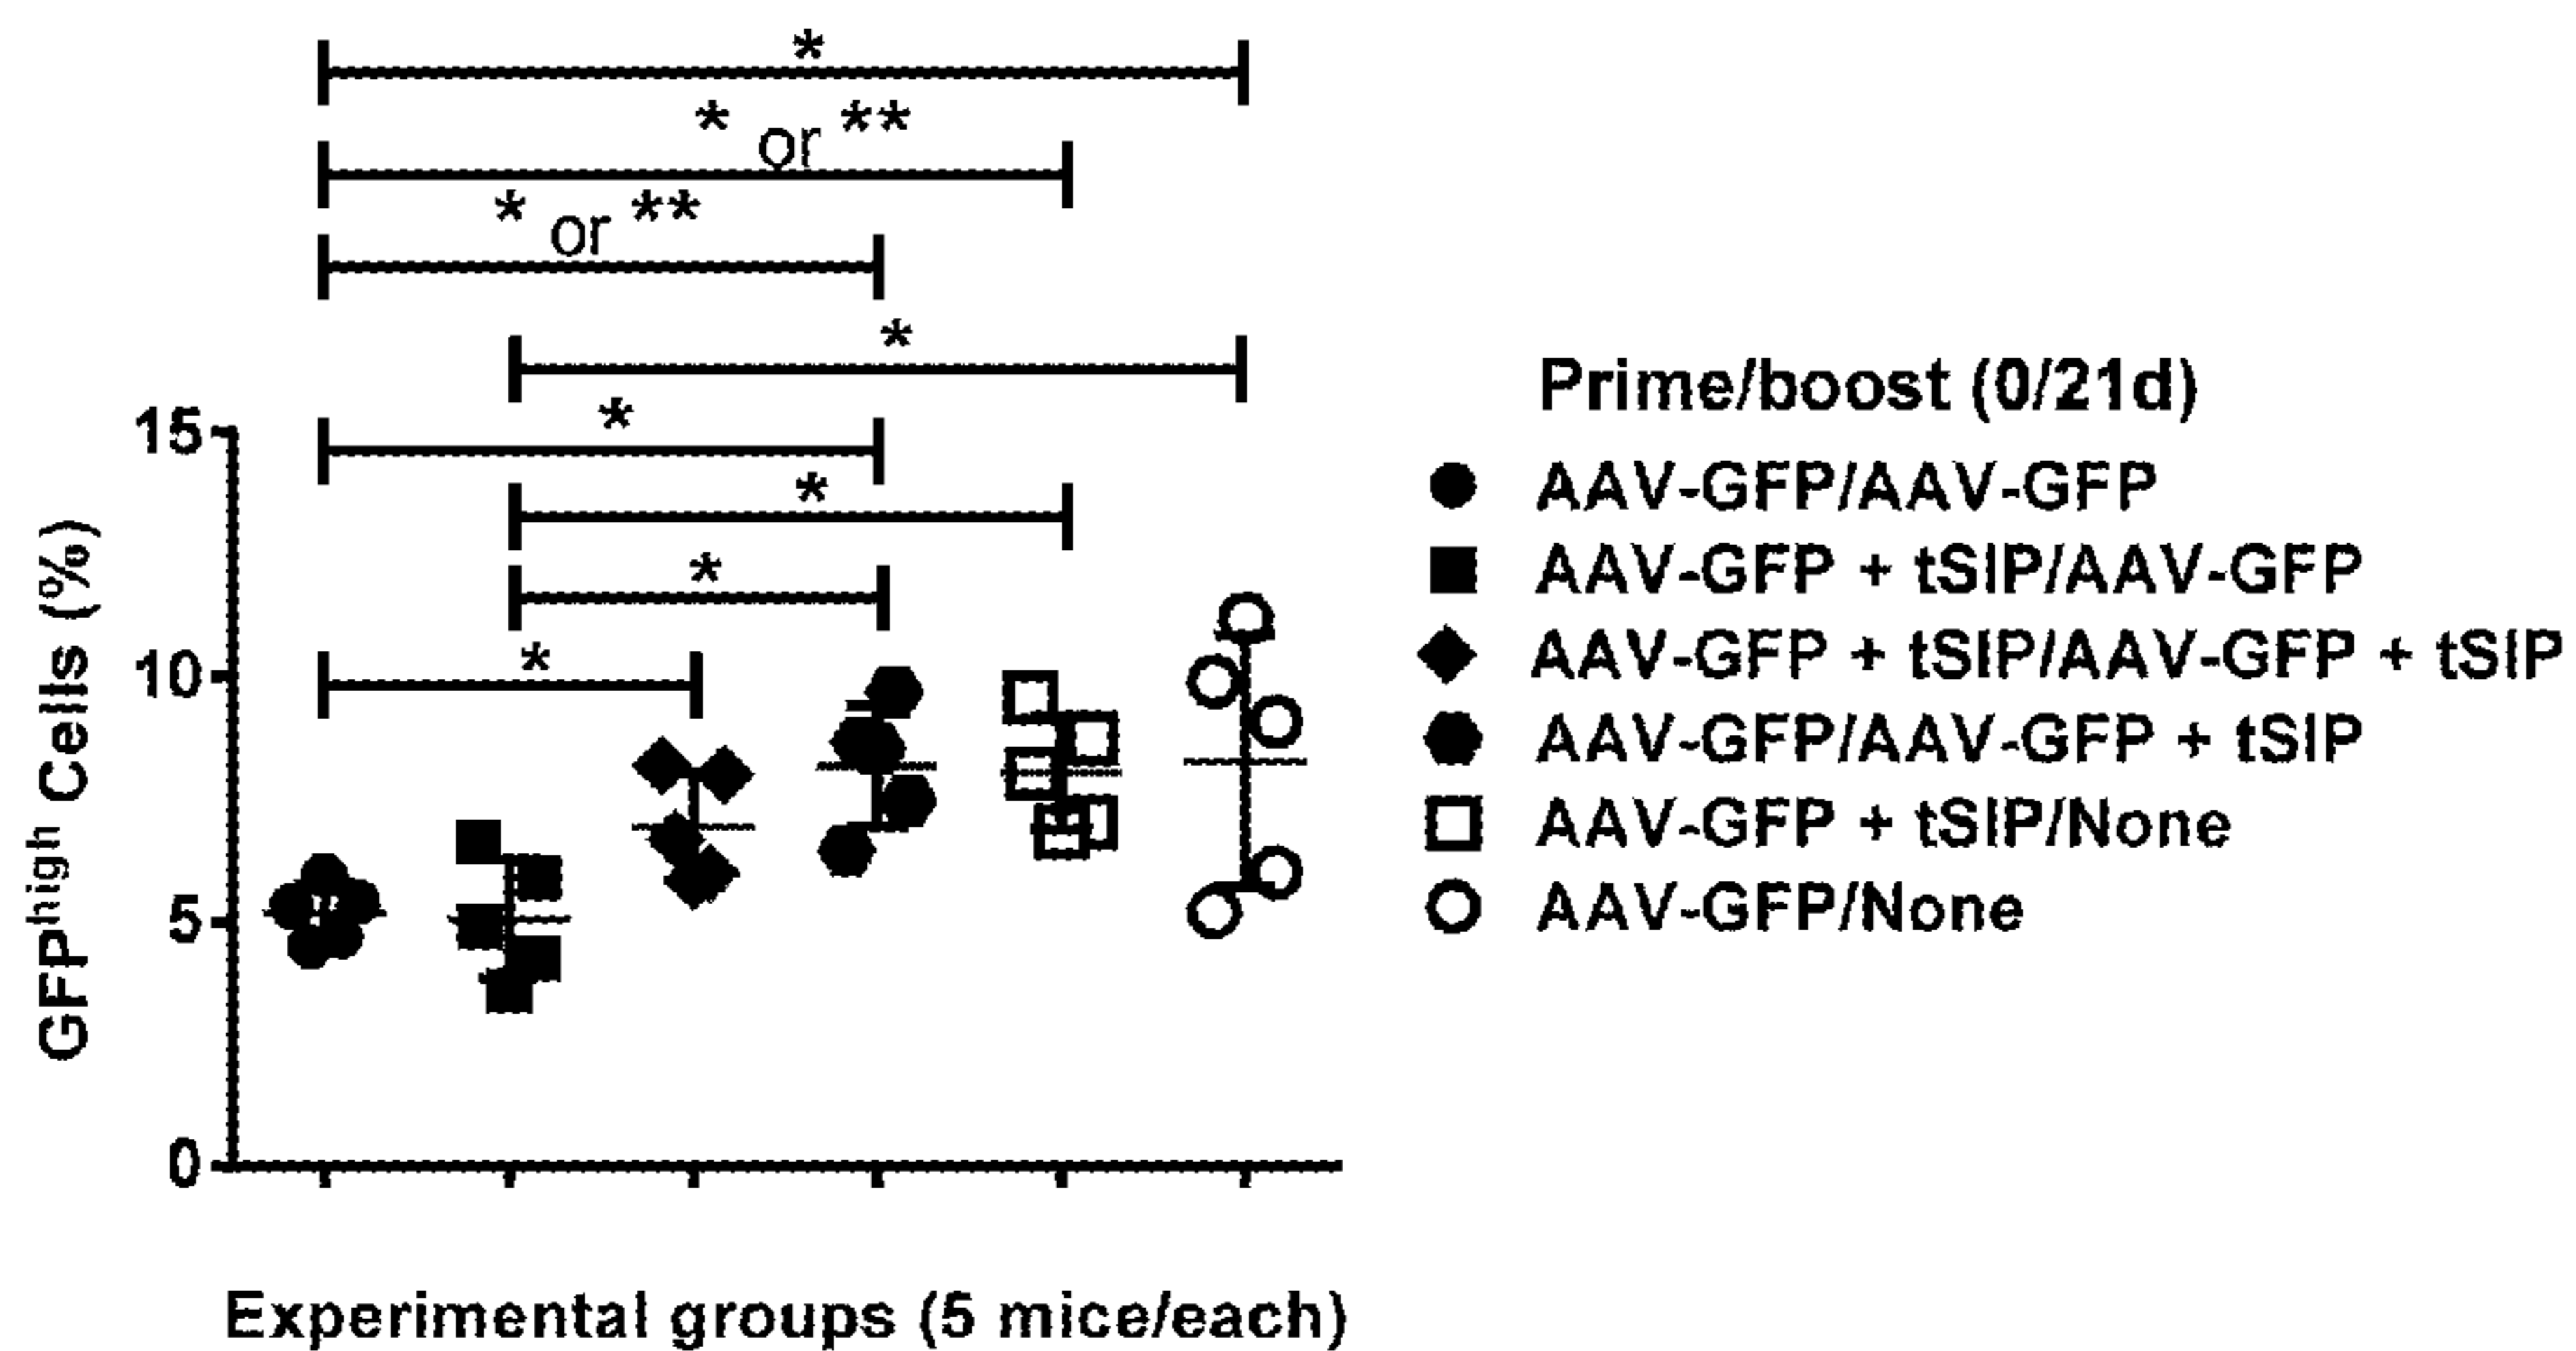 *
* or **
* or **
*
*
*
*
*
15
10
5
0
GFPhigh Cells (%)
Experimental groups (5 mice/each)
Prime/boost (0/21d)
AAV-GFP/AAV-GFP
AAV-GFP + tSIP/AAV-GFP
AAV-GFP + tSIP/AAV-GFP + tSIP
AAV-GFP/AAV-GFP + tSIP
AAV-GFP + tSIP/None
AAV-GFP/None